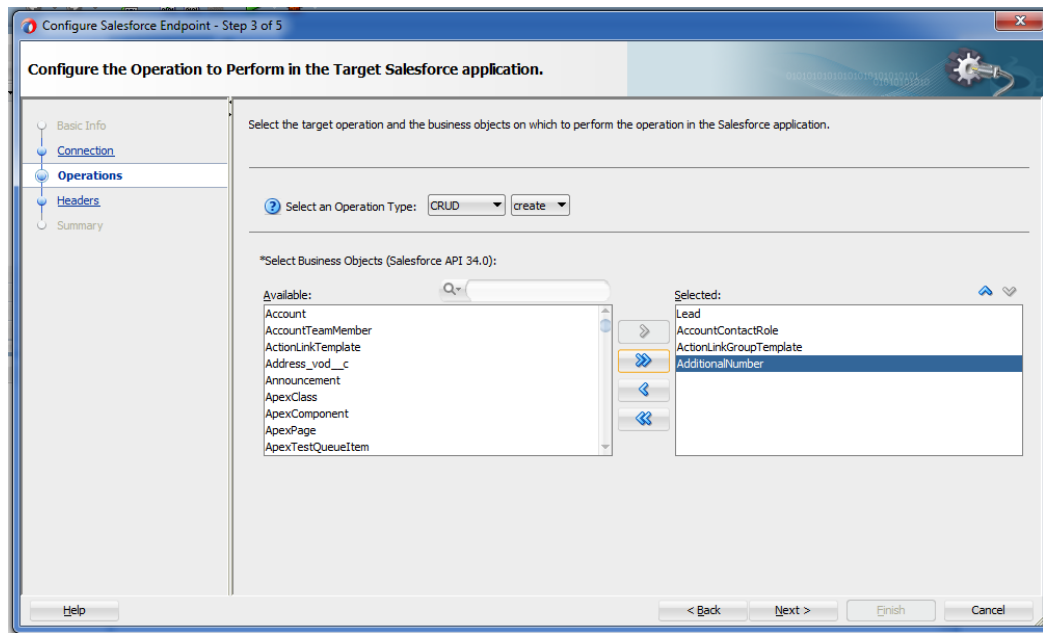 Configure Salesforce Endpoint - Step 3 of 5
Configure the Operation to Perform in the Target Salesforce application.
Basic Info
Connection
Operations
Headers
Summary
Select the target operation and the business objects on which to perform the operation in the Salesforce application.
Select an Operation Type: CRUD create
*Select Business Objects (Salesforce API 34.0):
Available:
Account
AccountTeamMember
ActionLinkTemplate
Address_vod__c
Announcement
ApexClass
ApexComponent
ApexPage
ApexTestQueueItem
Selected:
Lead
AccountContactRole
ActionLinkGroupTemplate
AdditionalNumber
Help
< Back Next > Finish Cancel